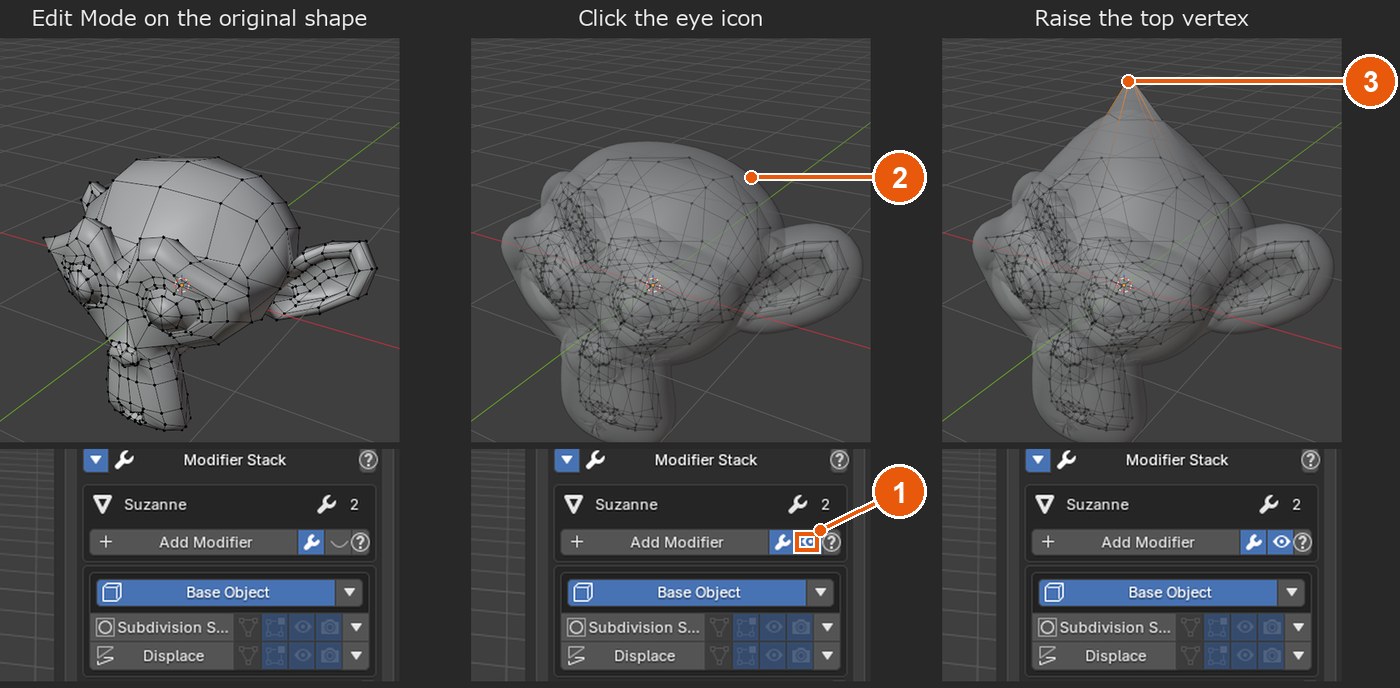 Edit Mode on the original shape
Click the eye icon
Raise the top vertex
3
2
1
Modifier Stack ?
Suzanne 2
+ Add Modifier ?
Base Object
Subdivision S...
Displace
Modifier Stack ?
Suzanne 2
+ Add Modifier ?
Base Object
Subdivision S...
Displace
Modifier Stack ?
Suzanne 2
+ Add Modifier ?
Base Object
Subdivision S...
Displace